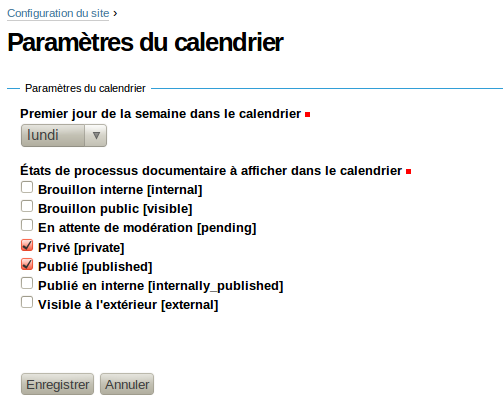 Configuration du site ›
Paramètres du calendrier
Paramètres du calendrier
Premier jour de la semaine dans le calendrier
lundi
États de processus documentaire à afficher dans le calendrier
Brouillon interne [internal]
Brouillon public [visible]
En attente de modération [pending]
Privé [private]
Publié [published]
Publié en interne [internally_published]
Visible à l'extérieur [external]
Enregistrer Annuler